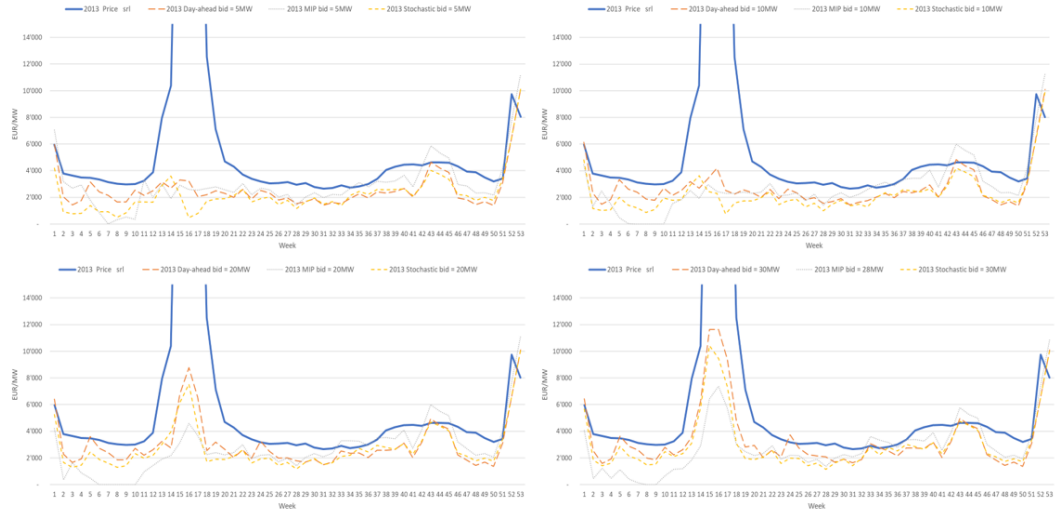 2013 Price srl 2013 Day-ahead bid = 5MW 2013 MIP bid = 5MW 2013 Stochastic bid = 5MW
14'000
12'000
10'000
8'000
6'000
4'000
2'000
-
EUR/MW
1 2 3 4 5 6 7 8 9 10 11 12 13 14 15 16 17 18 19 20 21 22 23 24 25 26 27 28 29 30 31 32 33 34 35 36 37 38 39 40 41 42 43 44 45 46 47 48 49 50 51 52 53
Week
2013 Price srl 2013 Day-ahead bid = 10MW 2013 MIP bid = 10MW 2013 Stochastic bid = 10MW
14'000
12'000
10'000
8'000
6'000
4'000
2'000
-
EUR/MW
1 2 3 4 5 6 7 8 9 10 11 12 13 14 15 16 17 18 19 20 21 22 23 24 25 26 27 28 29 30 31 32 33 34 35 36 37 38 39 40 41 42 43 44 45 46 47 48 49 50 51 52 53
Week
2013 Price srl 2013 Day-ahead bid = 20MW 2013 MIP bid = 20MW 2013 Stochastic bid = 20MW
14'000
12'000
10'000
8'000
6'000
4'000
2'000
-
EUR/MW
1 2 3 4 5 6 7 8 9 10 11 12 13 14 15 16 17 18 19 20 21 22 23 24 25 26 27 28 29 30 31 32 33 34 35 36 37 38 39 40 41 42 43 44 45 46 47 48 49 50 51 52 53
Week
2013 Price srl 2013 Day-ahead bid = 30MW 2013 MIP bid = 28MW 2013 Stochastic bid = 30MW
14'000
12'000
10'000
8'000
6'000
4'000
2'000
-
EUR/MW
1 2 3 4 5 6 7 8 9 10 11 12 13 14 15 16 17 18 19 20 21 22 23 24 25 26 27 28 29 30 31 32 33 34 35 36 37 38 39 40 41 42 43 44 45 46 47 48 49 50 51 52 53
Week